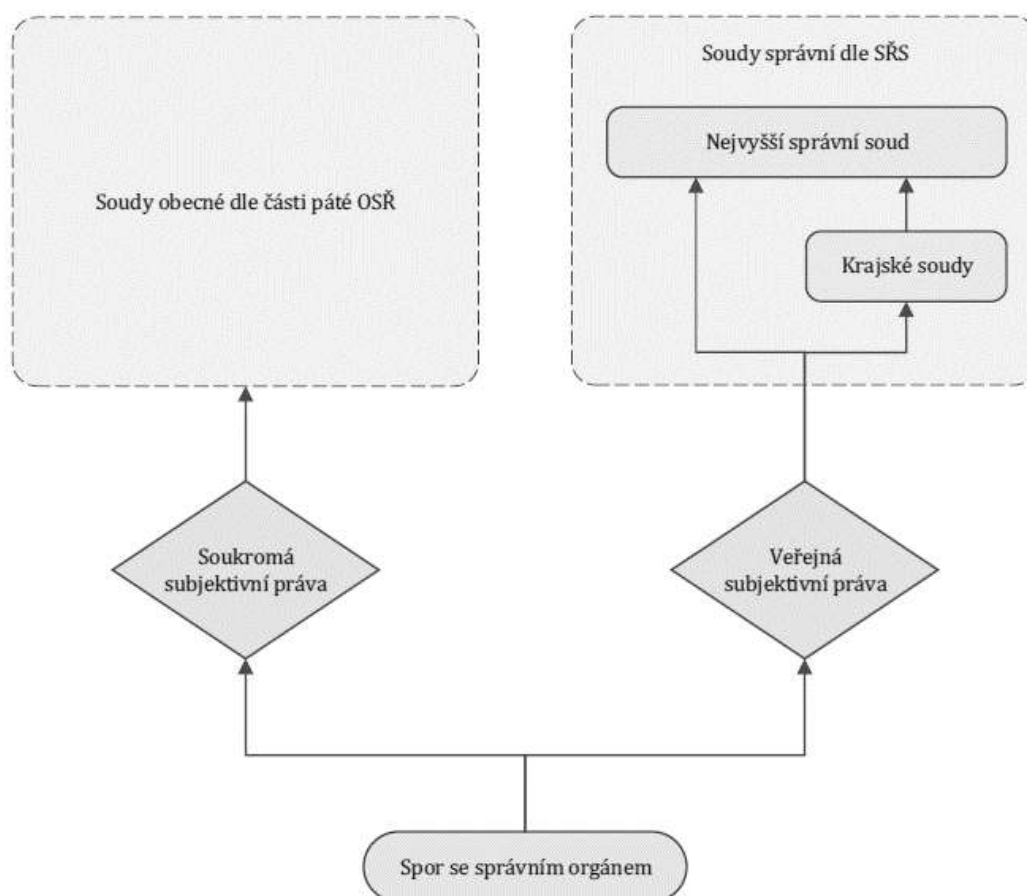 Soudy správní dle SŘS
Nejvyšší správní soud
Soudy obecné dle části páté OSŘ
Krajské soudy
Soukromá
subjektivní práva
Veřejná
subjektivní práva
Spor se správním orgánem